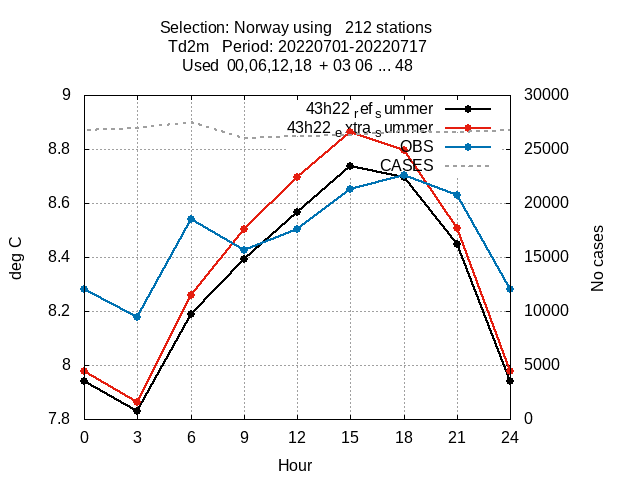 Selection: Norway using 212 stations
Td2m Period: 20220701-20220717
Used 00,06,12,18 + 03 06 ... 48
9 30000
43h22refsummer
43h22extrasummer
8.8 OBS 25000
CASES
8.6 20000
No cases
deg C
8.4 15000
8.2 10000
8 5000
7.8 0
0 3 6 9 12 15 18 21 24
Hour